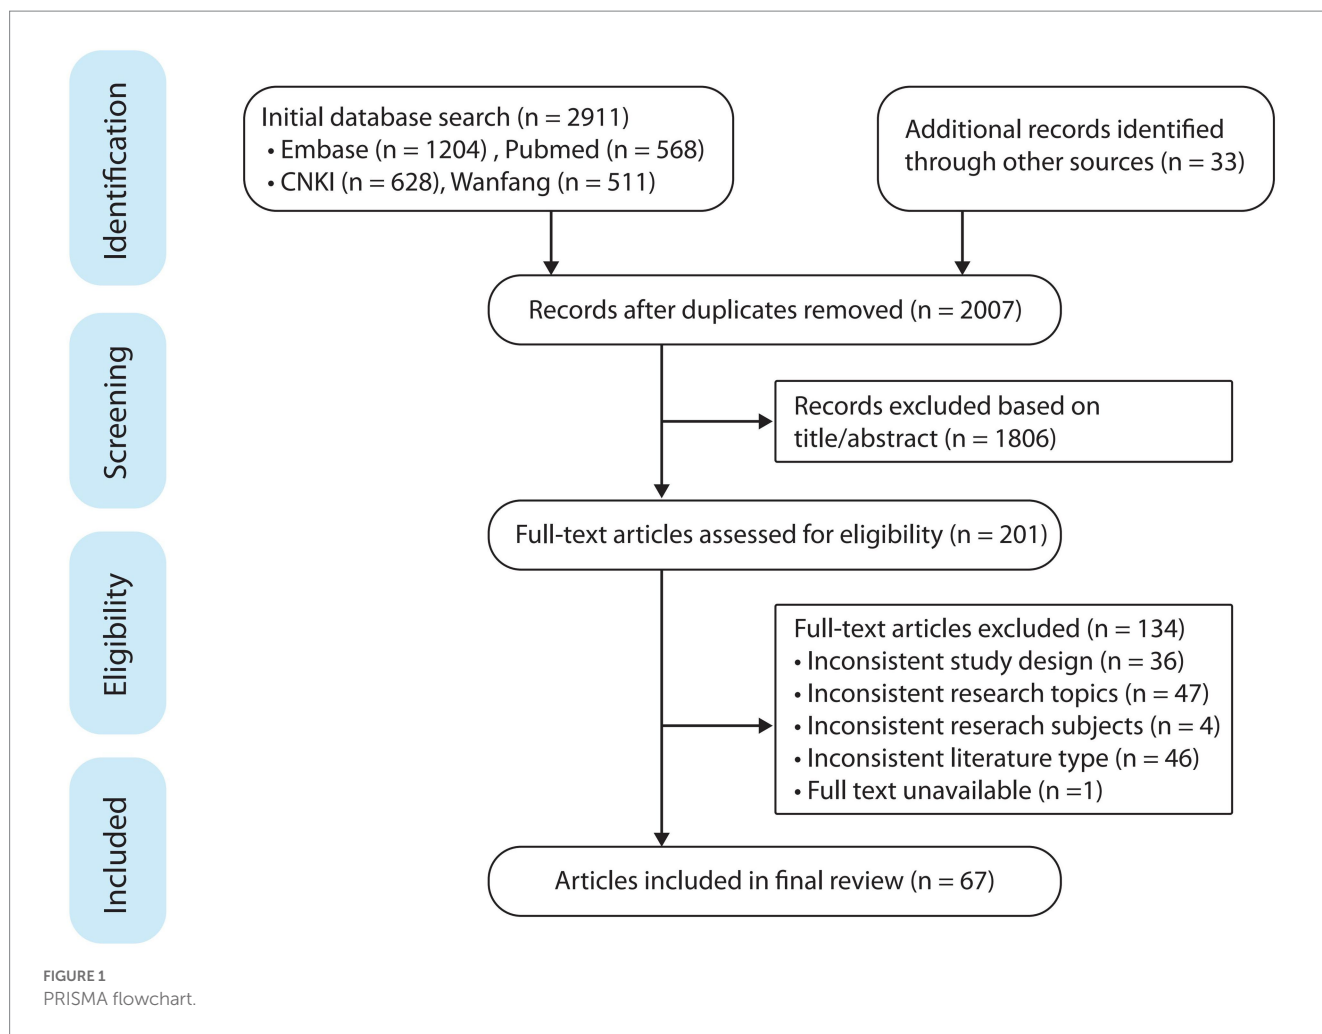 Identification
Initial database search (n = 2911)
• Embase (n = 1204) , Pubmed (n = 568)
• CNKI (n = 628), Wanfang (n = 511)
Additional records identified
through other sources (n = 33)
Records after duplicates removed (n = 2007)
Screening
Records excluded based on
title/abstract (n = 1806)
Full-text articles assessed for eligibility (n = 201)
Eligibility
Full-text articles excluded (n = 134)
• Inconsistent study design (n = 36)
• Inconsistent research topics (n = 47)
• Inconsistent reserach subjects (n = 4)
• Inconsistent literature type (n = 46)
• Full text unavailable (n =1)
Included
Articles included in final review (n = 67)
FIGURE 1
PRISMA flowchart.